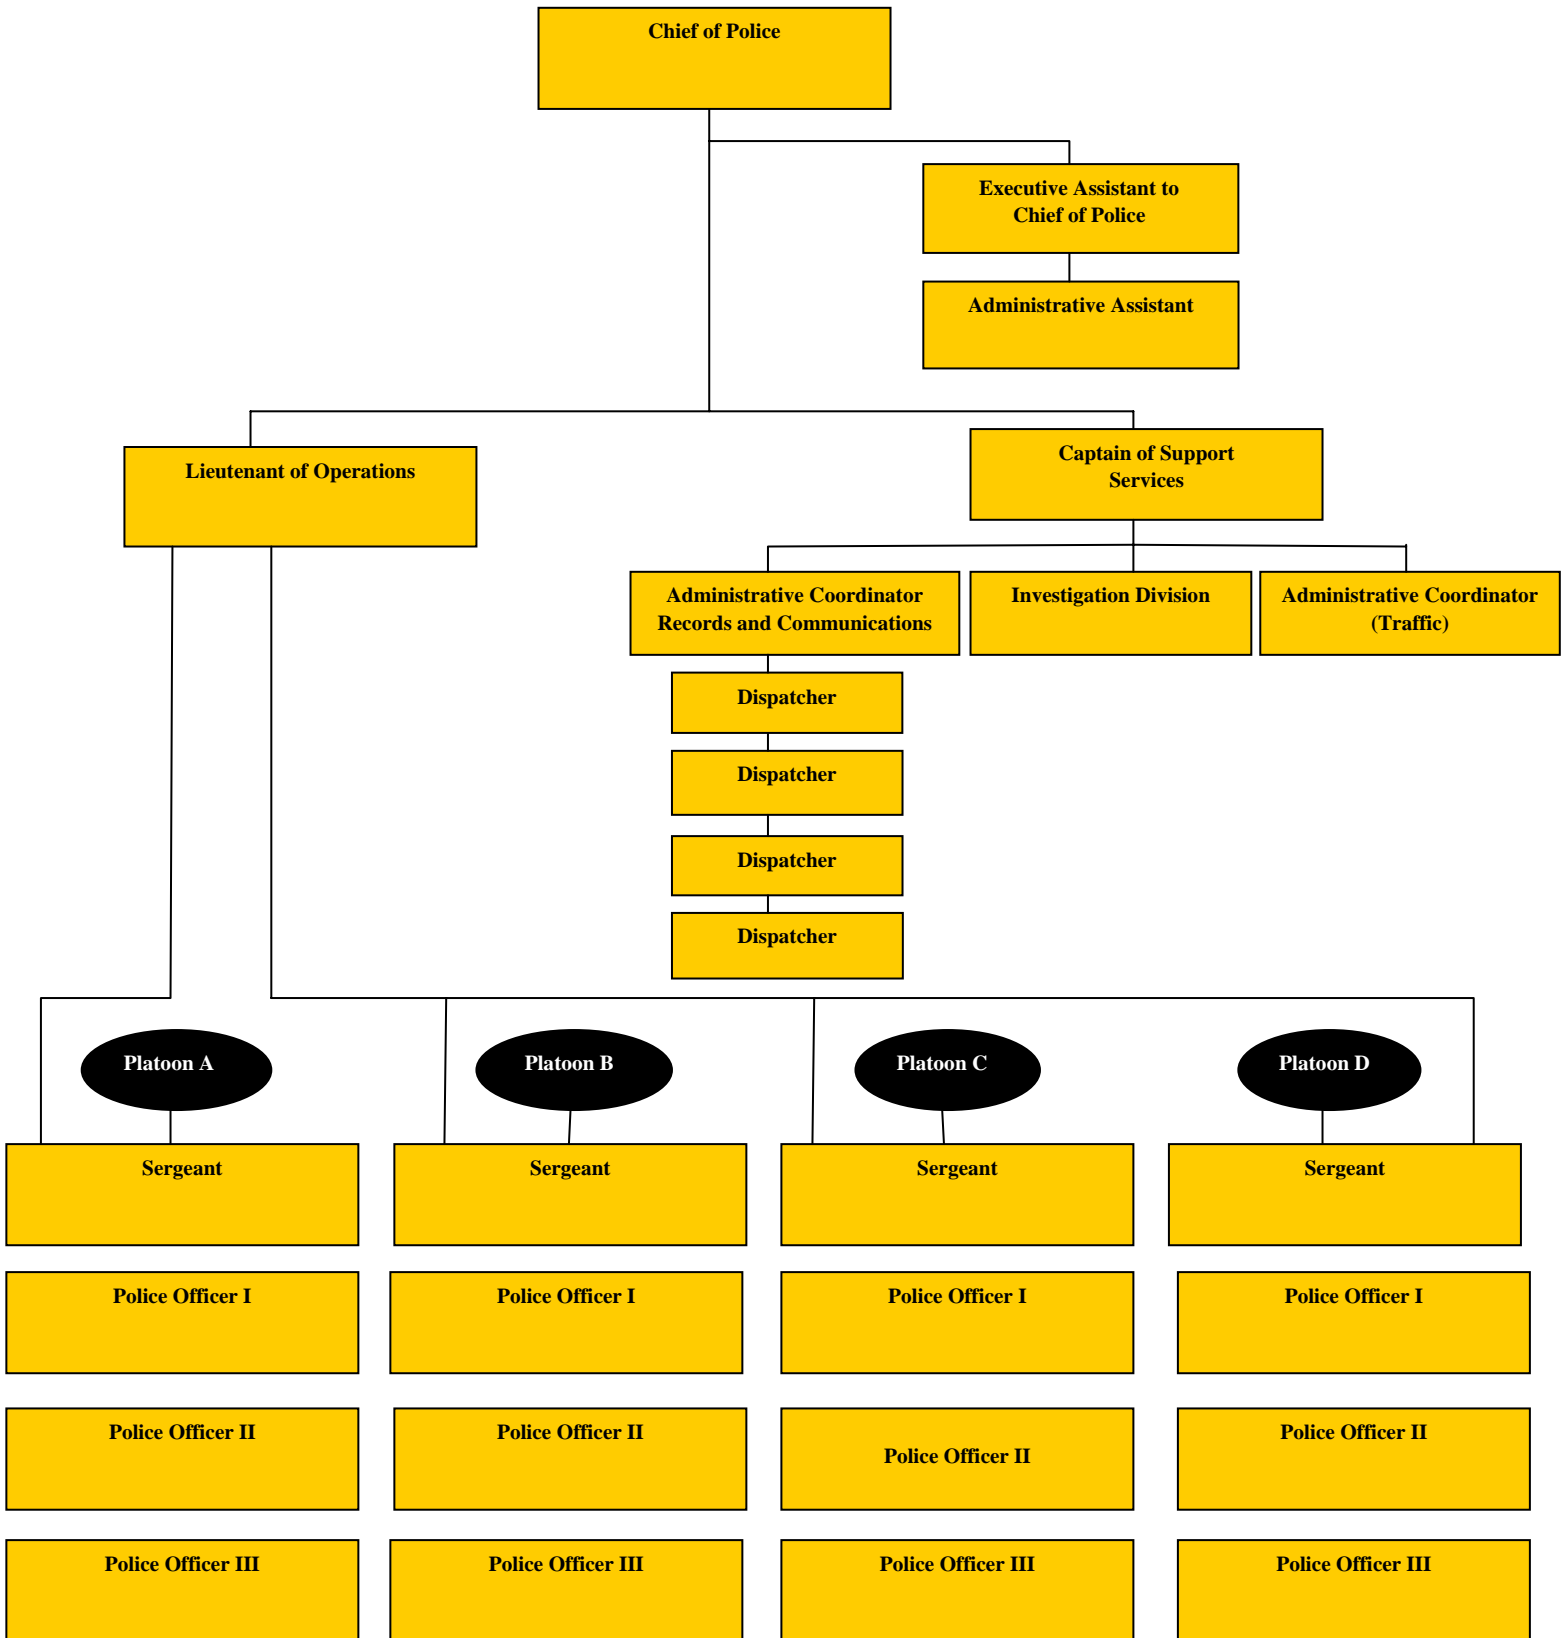 Chief of Police
Executive Assistant to
Chief of Police
Administrative Assistant
Lieutenant of Operations
Captain of Support
Services
Administrative Coordinator
Records and Communications
Investigation Division
Administrative Coordinator
(Traffic)
Dispatcher
Dispatcher
Dispatcher
Dispatcher
Platoon A
Platoon B
Platoon C
Platoon D
Sergeant
Sergeant
Sergeant
Sergeant
Police Officer I
Police Officer I
Police Officer I
Police Officer I
Police Officer II
Police Officer II
Police Officer II
Police Officer II
Police Officer III
Police Officer III
Police Officer III
Police Officer III